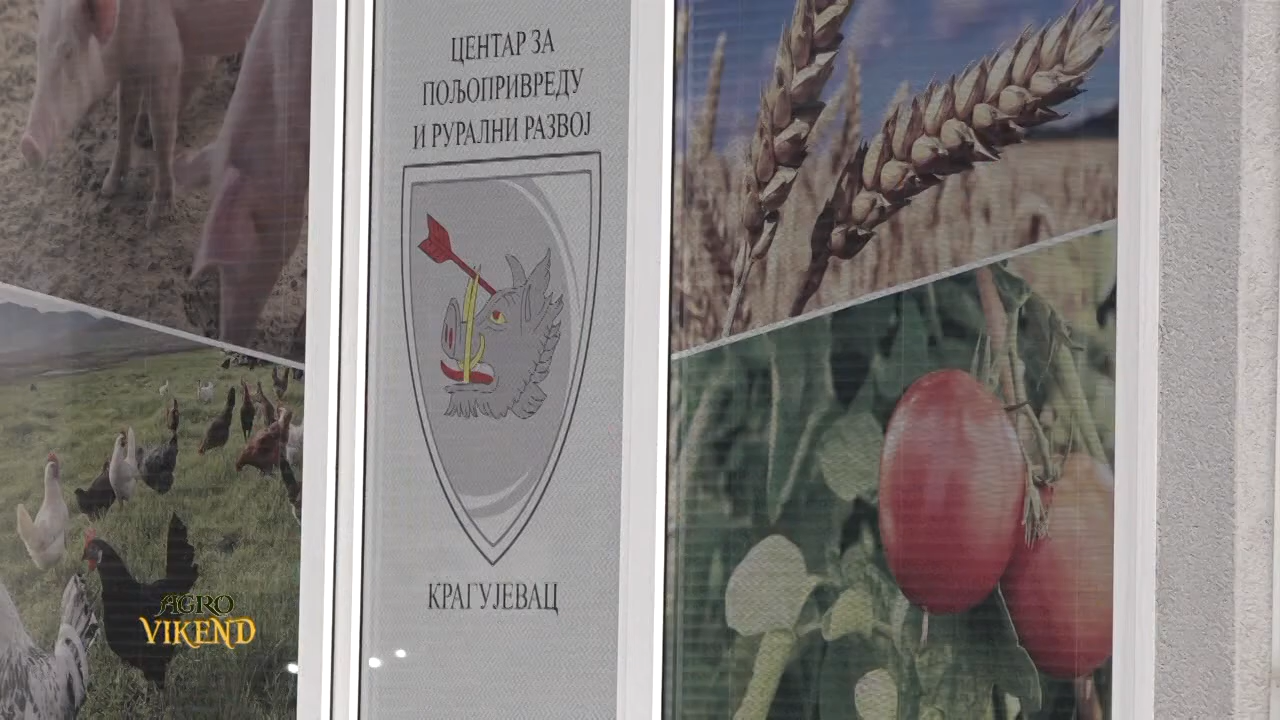 ЦЕНТАР ЗА
ПОЉОПРИВРЕДУ
И РУРАЛНИ РАЗВОЈ
КРАГУЈЕВАЦ
AGRO
VIKEND